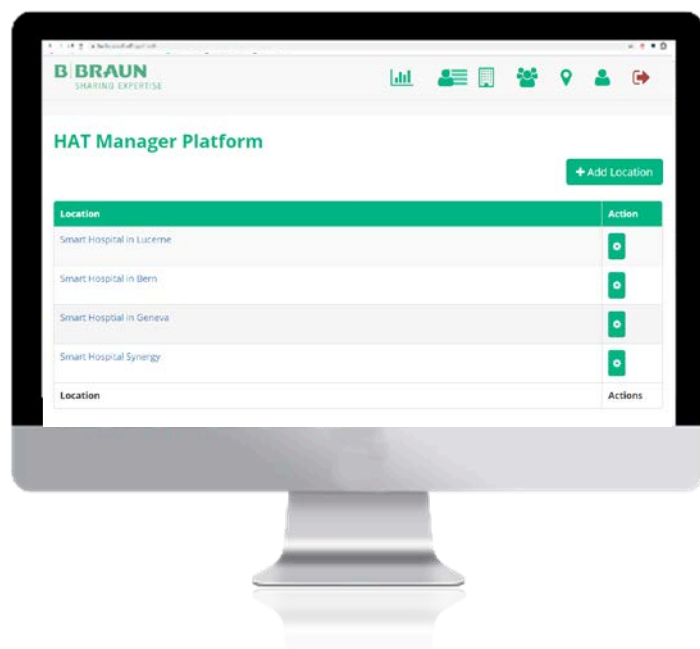 B|BRAUN
SHARING EXPERTISE
HAT Manager Platform
+ Add Location
Location Action
Smart Hospital in Lucerne
Smart Hospital in Bern
Smart Hosptial in Geneva
Smart Hospital Synergy
Location Actions